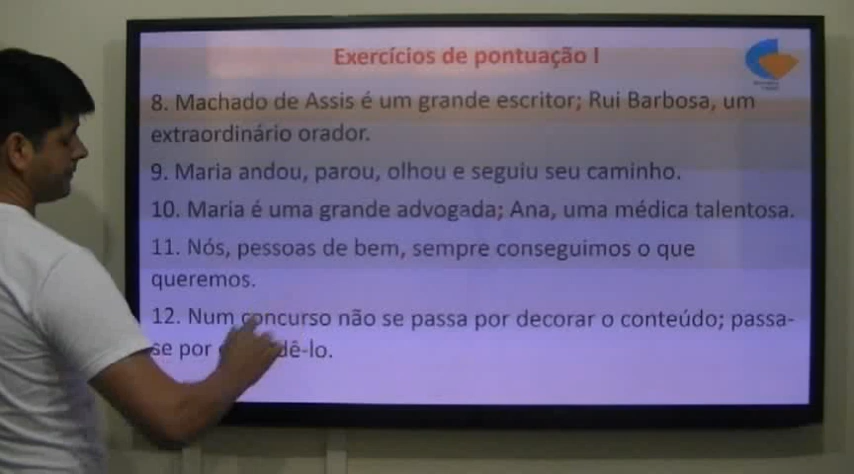 Exercícios de pontuação I
8. Machado de Assis é um grande escritor; Rui Barbosa, um
extraordinário orador.
9. Maria andou, parou, olhou e seguiu seu caminho.
10. Maria é uma grande advogada; Ana, uma médica talentosa.
11. Nós, pessoas de bem, sempre conseguimos o que
queremos.
12. Num concurso não se passa por decorar o conteúdo; passa-
se por dê-lo.